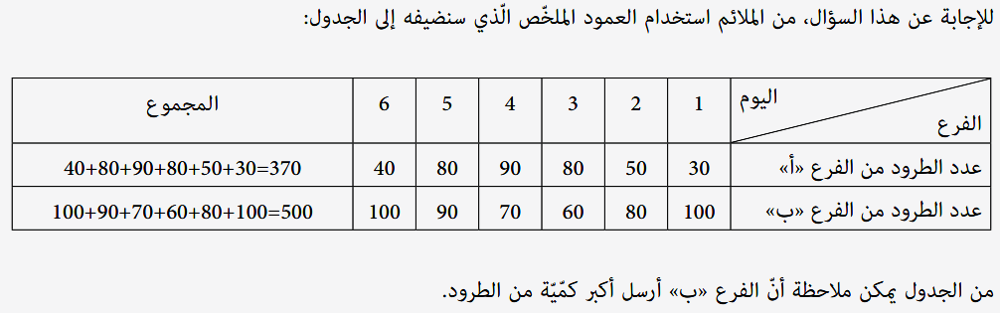 للإجابة عن هذا السؤال، من الملائم استخدام العمود الملخّص الّذي سنضيفه إلى الجدول:
اليوم
الفرع
1 2 3 4 5 6 المجموع
عدد الطرود من الفرع «أ» 30 50 80 90 80 40 40+80+90+80+50+30=370
عدد الطرود من الفرع «ب» 100 80 60 70 90 100 100+90+70+60+80+100=500
من الجدول يمكن ملاحظة أنّ الفرع «ب» أرسل أكبر كمّيّة من الطرود.